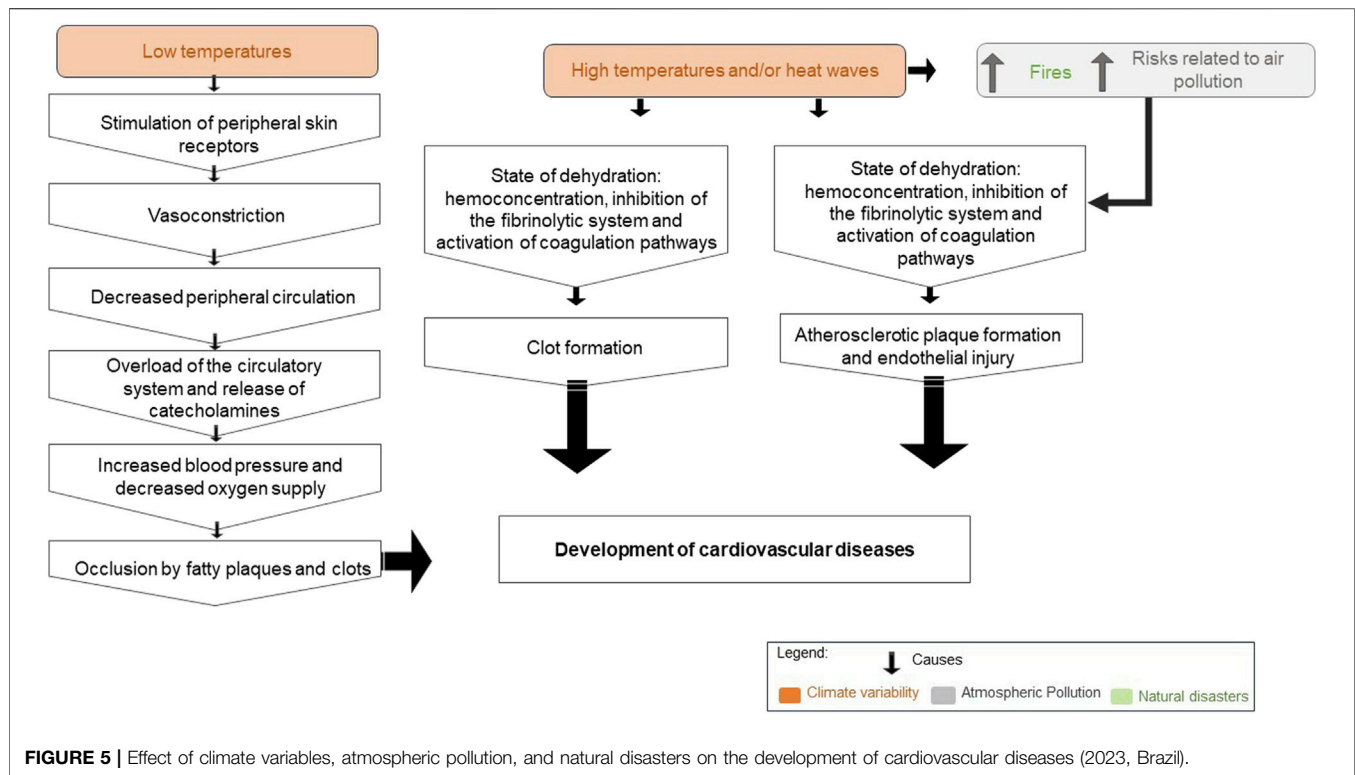 Low temperatures
Stimulation of peripheral skin
receptors
Vasoconstriction
Decreased peripheral circulation
Overload of the circulatory
system and release of
catecholamines
Increased blood pressure and
decreased oxygen supply
Occlusion by fatty plaques and clots
High temperatures and/or heat waves
Fires
Risks related to air
pollution
State of dehydration:
hemoconcentration, inhibition of
the fibrinolytic system and
activation of coagulation pathways
Clot formation
State of dehydration:
hemoconcentration, inhibition of
the fibrinolytic system and
activation of coagulation
pathways
Atherosclerotic plaque formation
and endothelial injury
Development of cardiovascular diseases
Legend:
Causes
Climate variability
Atmospheric Pollution
Natural disasters
FIGURE 5 | Effect of climate variables, atmospheric pollution, and natural disasters on the development of cardiovascular diseases (2023, Brazil).